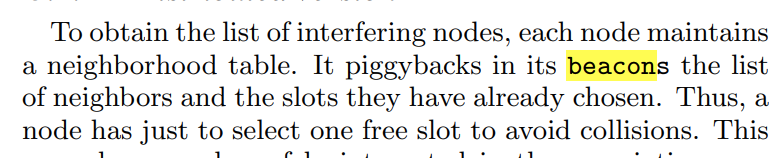 To obtain the list of interfering nodes, each node maintains
a neighborhood table. It piggybacks in its beacons the list
of neighbors and the slots they have already chosen. Thus, a
node has just to select one free slot to avoid collisions. This